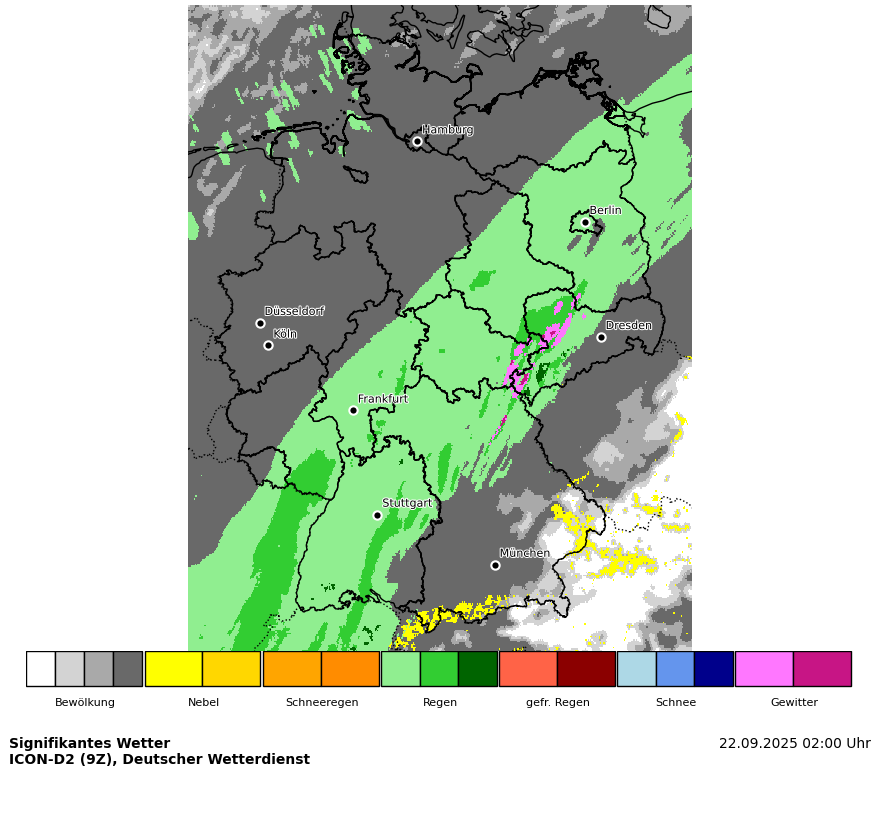 Hamburg
Berlin
Düsseldorf
Köln
Dresden
Frankfurt
Stuttgart
München
Bewölkung Nebel Schneeregen Regen gefr. Regen Schnee Gewitter
Signifikantes Wetter 22.09.2025 02:00 Uhr
ICON-D2 (9Z), Deutscher Wetterdienst